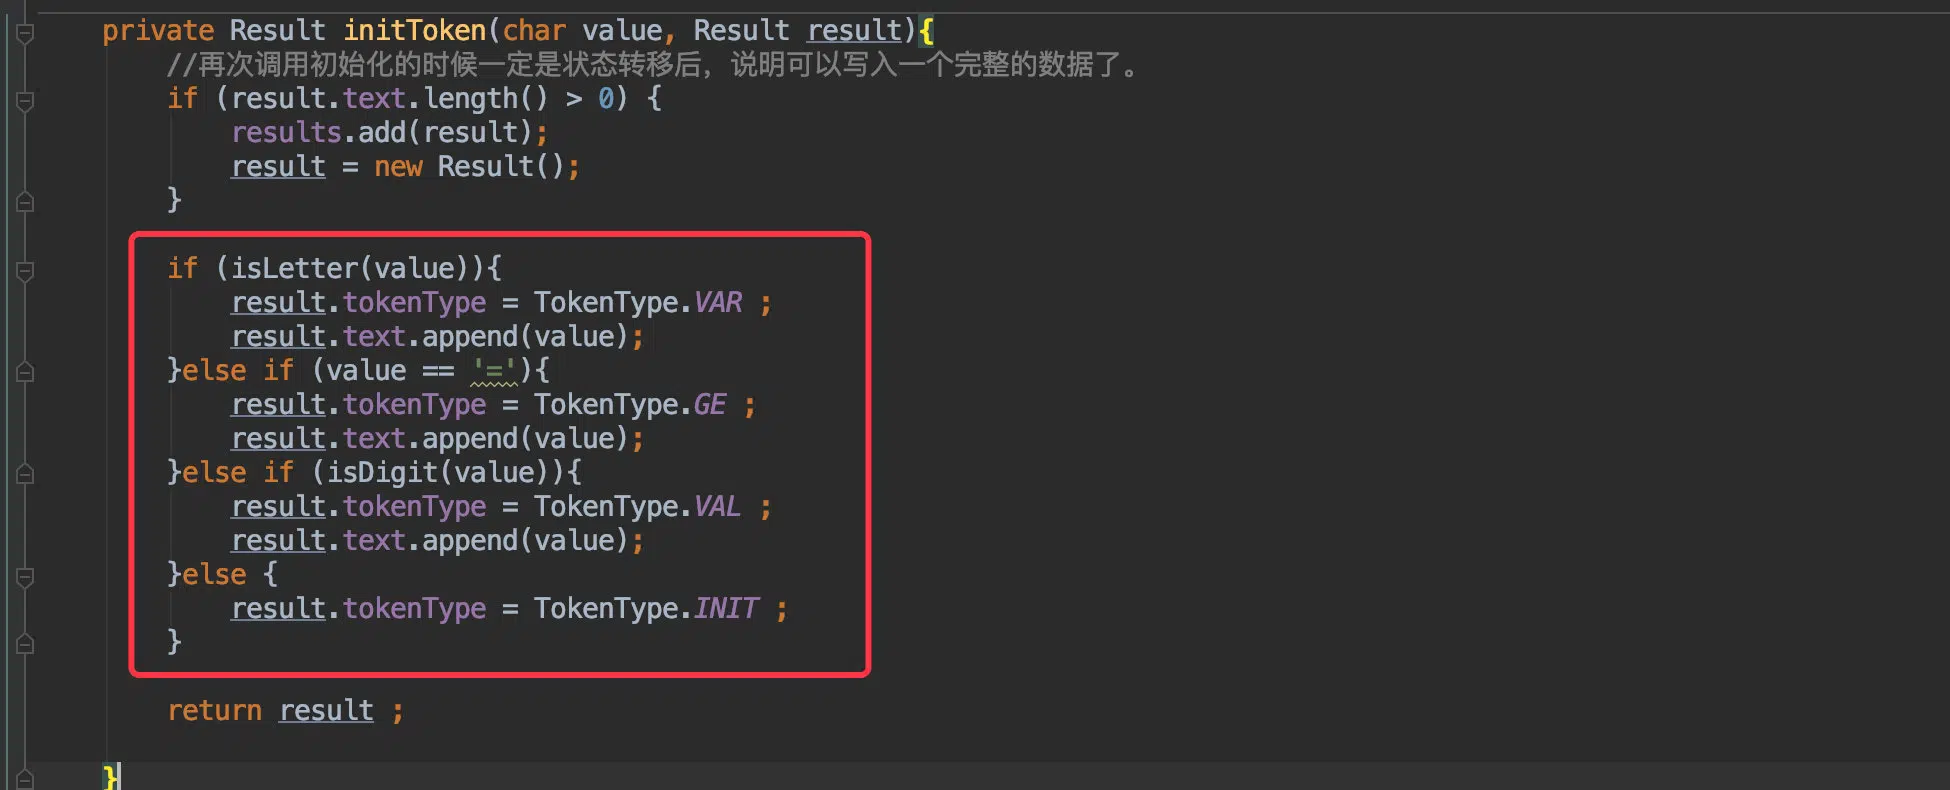 private Result initToken(char value, Result result){
//再次调用初始化的时候一定是状态转移后，说明可以写入一个完整的数据了。
if (result.text.length() > 0) {
results.add(result);
result = new Result();
}
if (isLetter(value)){
result.tokenType = TokenType.VAR ;
result.text.append(value);
}else if (value == '='){
result.tokenType = TokenType.GE ;
result.text.append(value);
}else if (isDigit(value)){
result.tokenType = TokenType.VAL ;
result.text.append(value);
}else {
result.tokenType = TokenType.INIT ;
}
return result ;
}